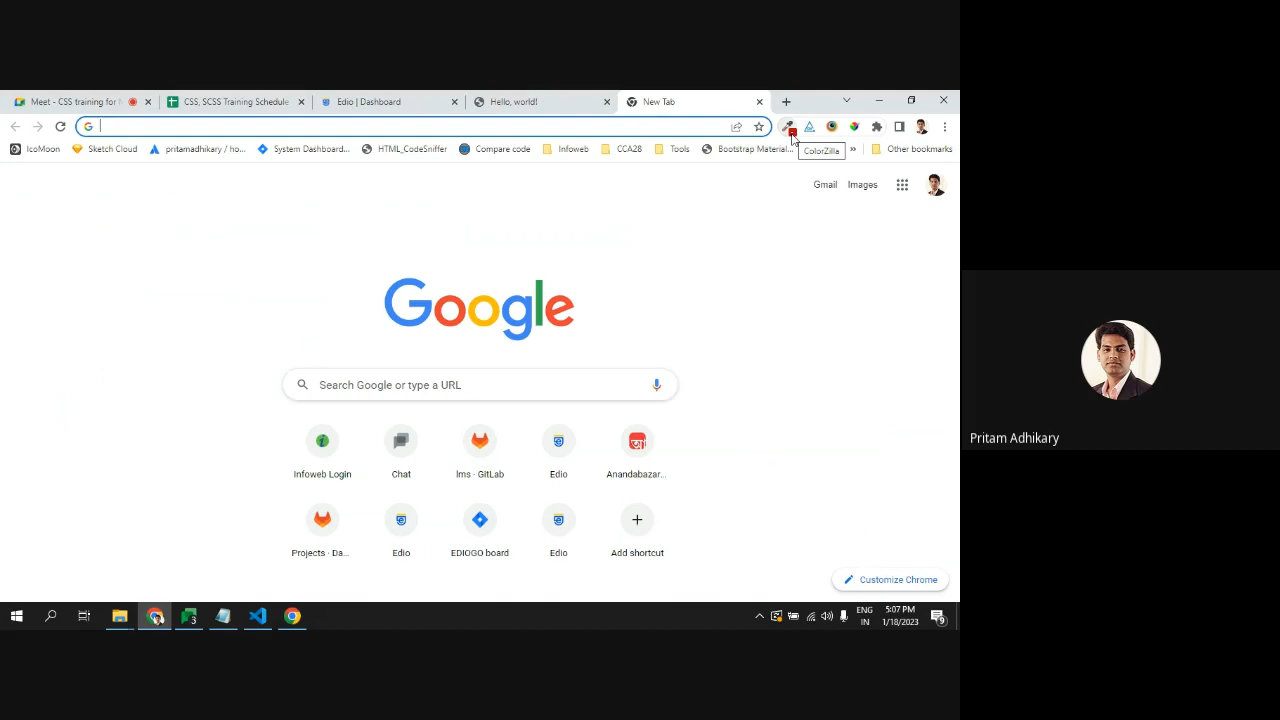 Meet - CSS training for
CSS, SCSS Training Schedule
Edio | Dashboard
Hello, world!
New Tab
IcoMoon
Sketch Cloud
pritamadhikary / ho...
System Dashboard...
HTML_CodeSniffer
Compare code
Infoweb
CCA28
Tools
Bootstrap Material...
ColorZilla
»
Other bookmarks
Gmail
Images
Google
Search Google or type a URL
Infoweb Login
Chat
lms · GitLab
Edio
Anandabazar...
Projects · Da...
Edio
EDIOGO board
Edio
Add shortcut
Customize Chrome
Pritam Adhikary
ENG
IN
5:07 PM
1/18/2023